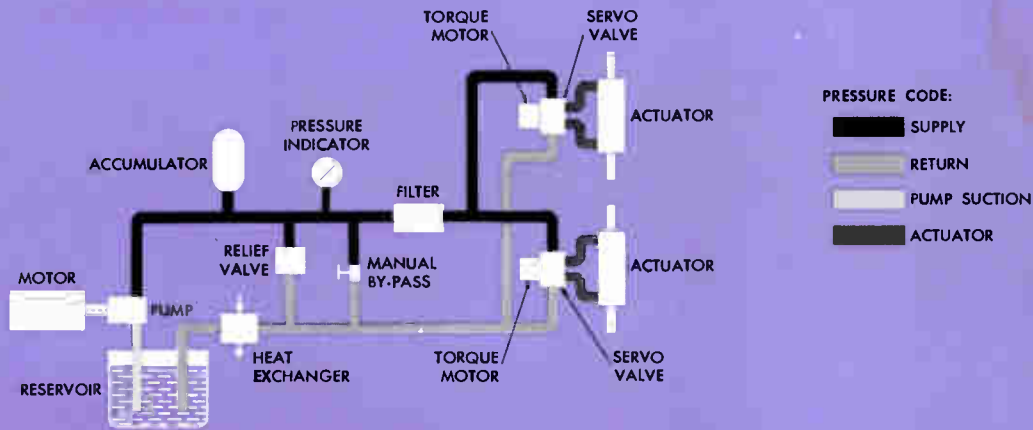 TORQUE
MOTOR
SERVO
VALVE
ACTUATOR
PRESSURE CODE:
SUPPLY
RETURN
PUMP SUCTION
ACTUATOR
ACCUMULATOR
PRESSURE
INDICATOR
FILTER
RELIEF
VALVE
MANUAL
BY-PASS
ACTUATOR
MOTOR
PUMP
HEAT
EXCHANGER
RESERVOIR
TORQUE
MOTOR
SERVO
VALVE